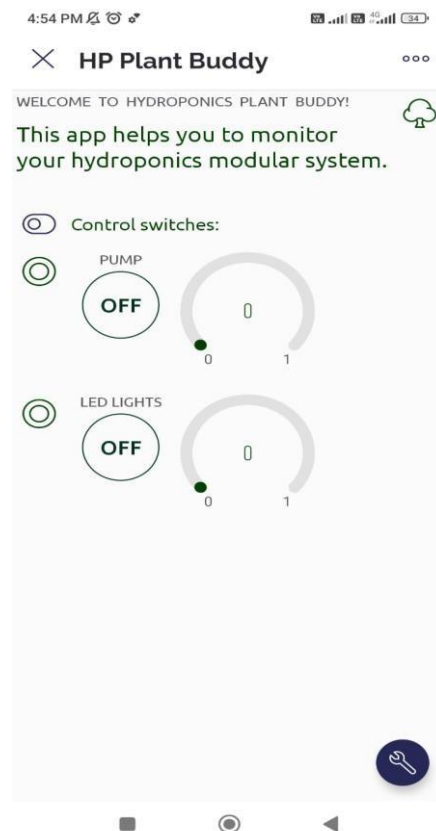 4:54 PM
4G
34
HP Plant Buddy
WELCOME TO HYDROPONICS PLANT BUDDY!
This app helps you to monitor
your hydroponics modular system.
Control switches:
PUMP
OFF
0
0 1
LED LIGHTS
OFF
0
0 1